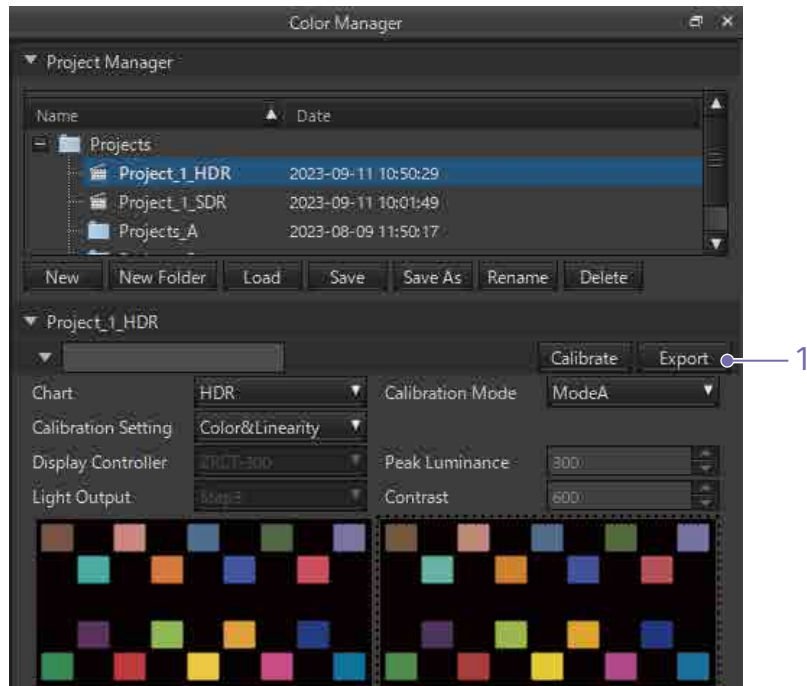 Color Manager
Project Manager
Name Date
Projects
Project_1_HDR 2023-09-11 10:50:29
Project_1_SDR 2023-09-11 10:01:49
Projects_A 2023-08-09 11:50:17
New New Folder Load Save Save As Rename Delete
Project_1_HDR
Calibrate Export 1
Chart HDR Calibration Mode ModeA
Calibration Setting Color&Linearity
Display Controller ZRCT-300 Peak Luminance 300
Light Output Map3 Contrast 600